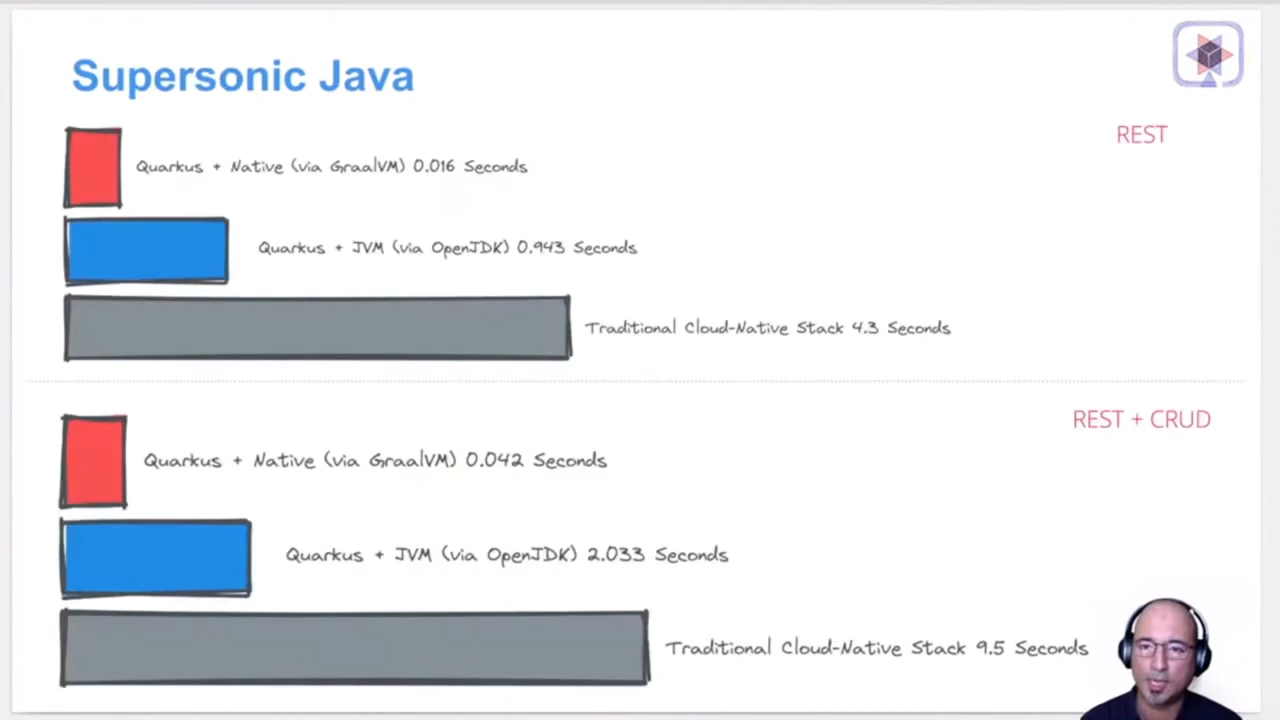 Supersonic Java
REST
Quarkus + Native (via GraalVM) 0.016 Seconds
Quarkus + JVM (via OpenJDK) 0.943 Seconds
Traditional Cloud-Native Stack 4.3 Seconds
REST + CRUD
Quarkus + Native (via GraalVM) 0.042 Seconds
Quarkus + JVM (via OpenJDK) 2.033 Seconds
Traditional Cloud-Native Stack 9.5 Seconds